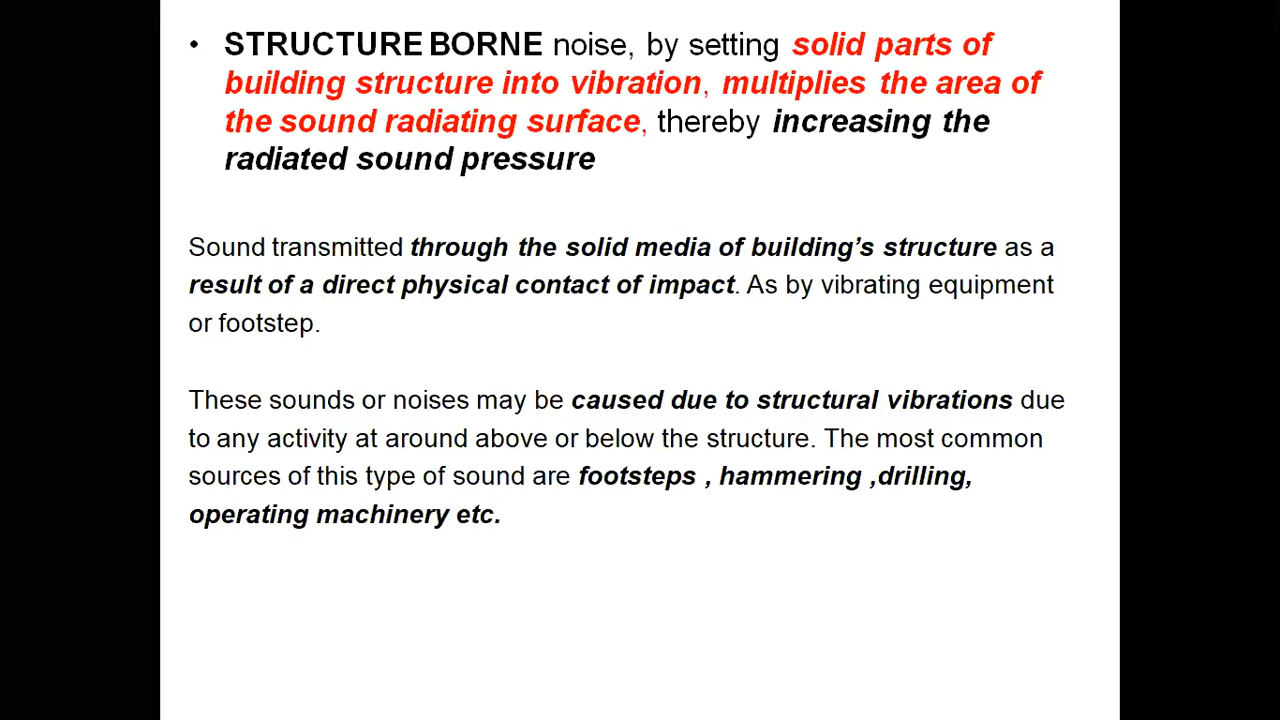 • STRUCTURE BORNE noise, by setting solid parts of
building structure into vibration, multiplies the area of
the sound radiating surface, thereby increasing the
radiated sound pressure
Sound transmitted through the solid media of building’s structure as a
result of a direct physical contact of impact. As by vibrating equipment
or footstep.
These sounds or noises may be caused due to structural vibrations due
to any activity at around above or below the structure. The most common
sources of this type of sound are footsteps , hammering ,drilling,
operating machinery etc.